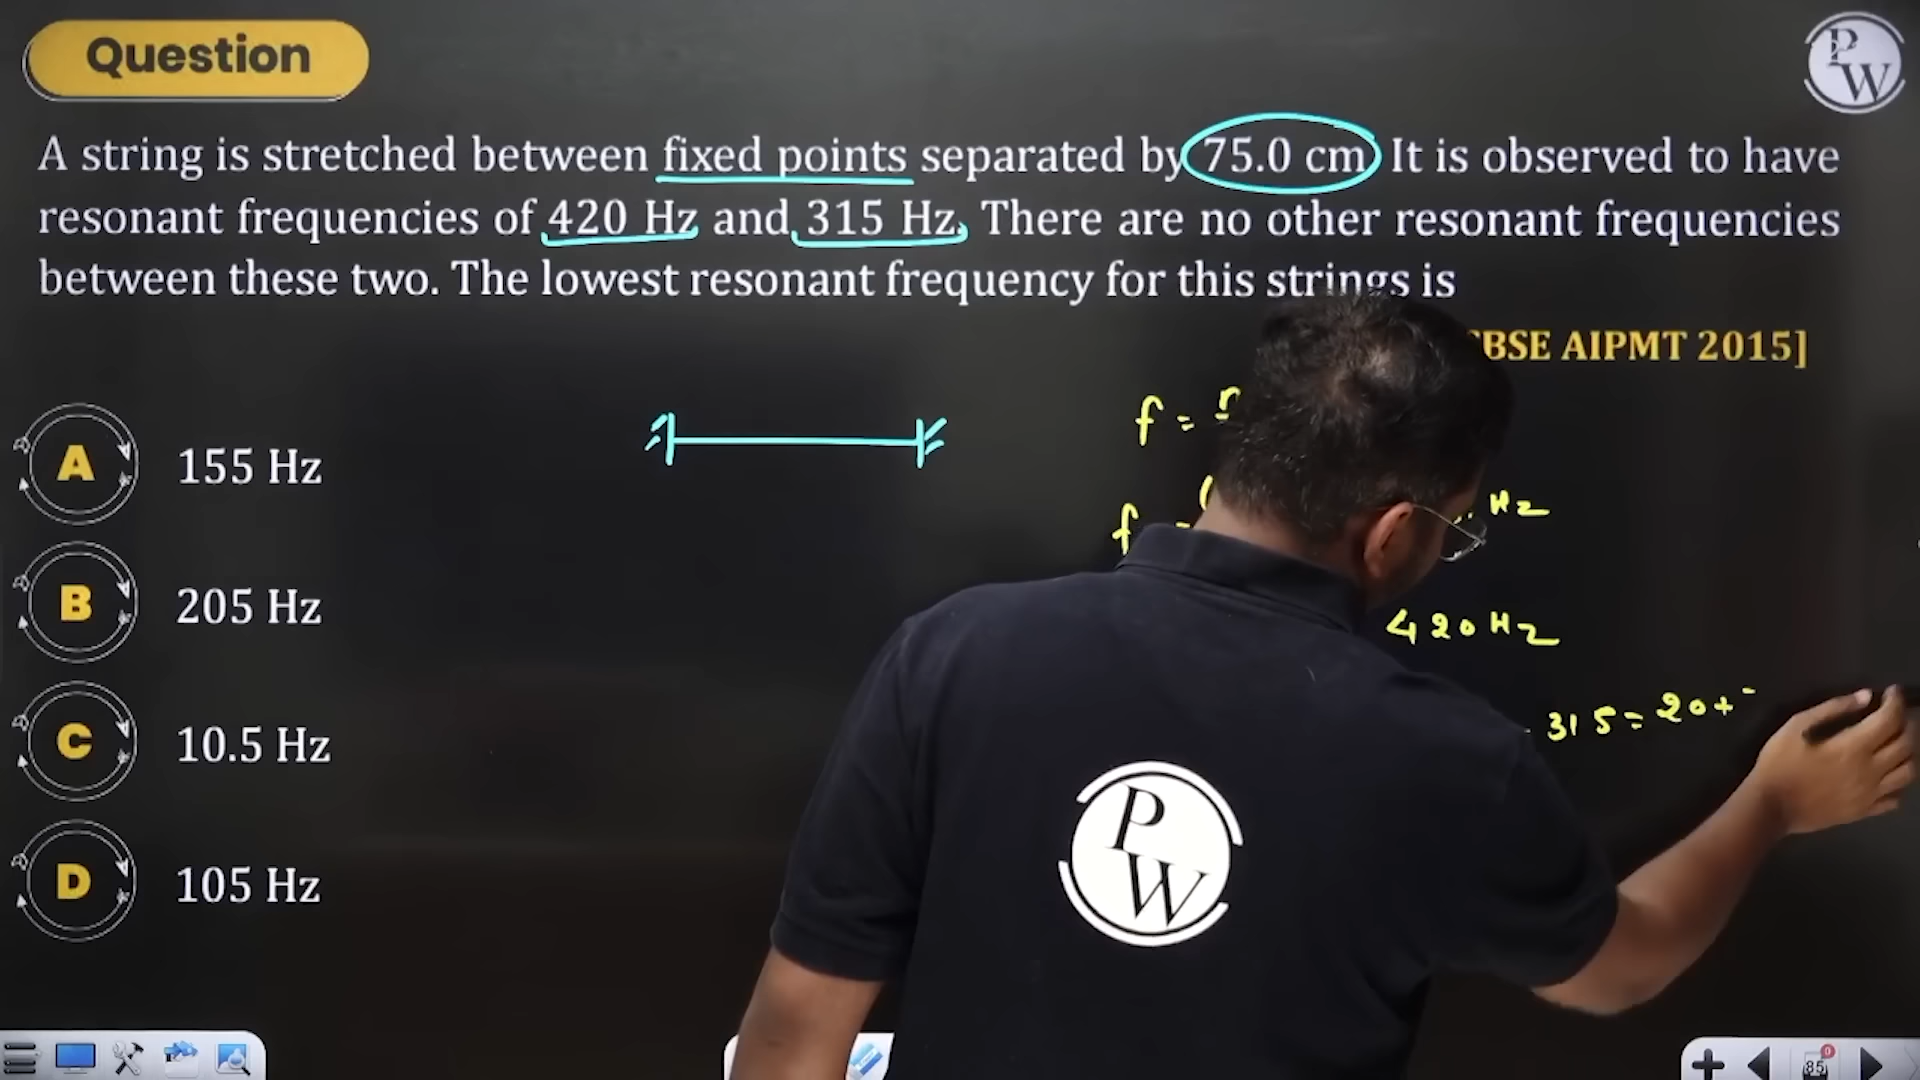 Question
P
W
A string is stretched between fixed points separated by 75.0 cm It is observed to have
resonant frequencies of 420 Hz and 315 Hz. There are no other resonant frequencies
between these two. The lowest resonant frequency for this strings is
BSE AIPMT 2015]
f =
f =
Hz
420Hz
315 = 20+
A 155 Hz
B 205 Hz
C 10.5 Hz
D 105 Hz
P
W
85
0